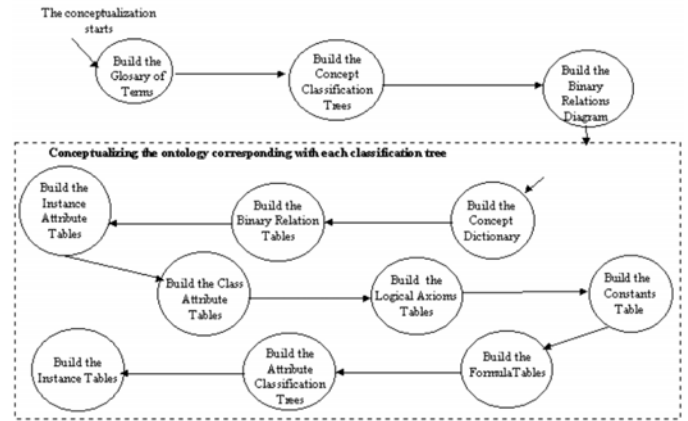 The conceptualization
starts
Build the
Glosary of
Terms
Build the
Concept
Classification
Trees
Build the
Binary
Relations
Diagram
Conceptualizing the ontology corresponding with each classification tree
Build the
Instance
Attribute
Tables
Build the
Binary Relation
Tables
Build the
Concept
Dictionary
Build the Class
Attribute
Tables
Build the
Logical Axioms
Tables
Build the
Constants
Table
Build the
Instance Tables
Build the
Attribute
Classification
Trees
Build the
FormulaTables